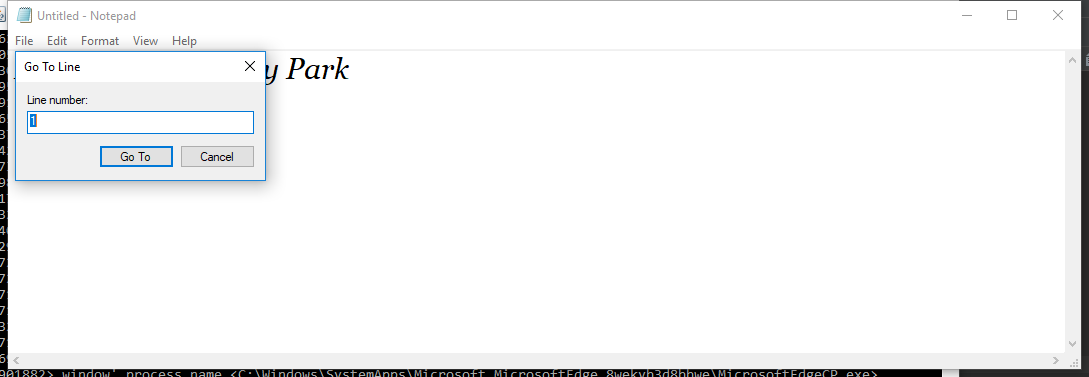 Untitled - Notepad
File Edit Format View Help
y Park
Go To Line
Line number:
1
Go To Cancel
901882> window' process name <C:\Windows\SystemApps\Microsoft.MicrosoftEdge_8wekyb3d8bbwe\MicrosoftEdgeCP.exe>